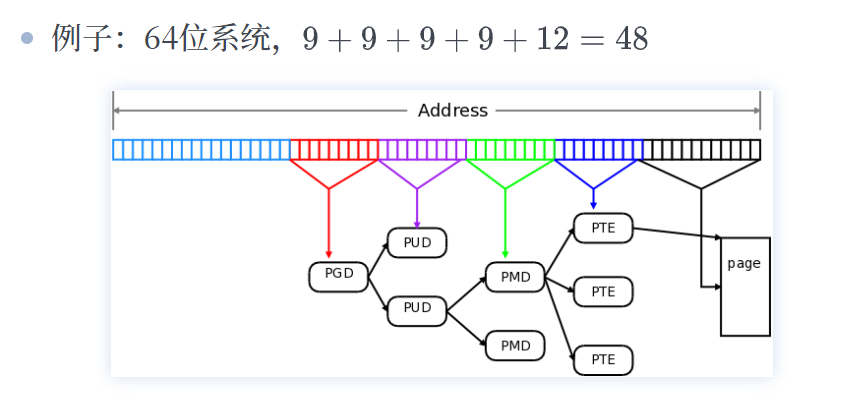 例子：64位系统，9 + 9 + 9 + 9 + 12 = 48
Address
PGD
PUD
PUD
PMD
PMD
PTE
PTE
PTE
page